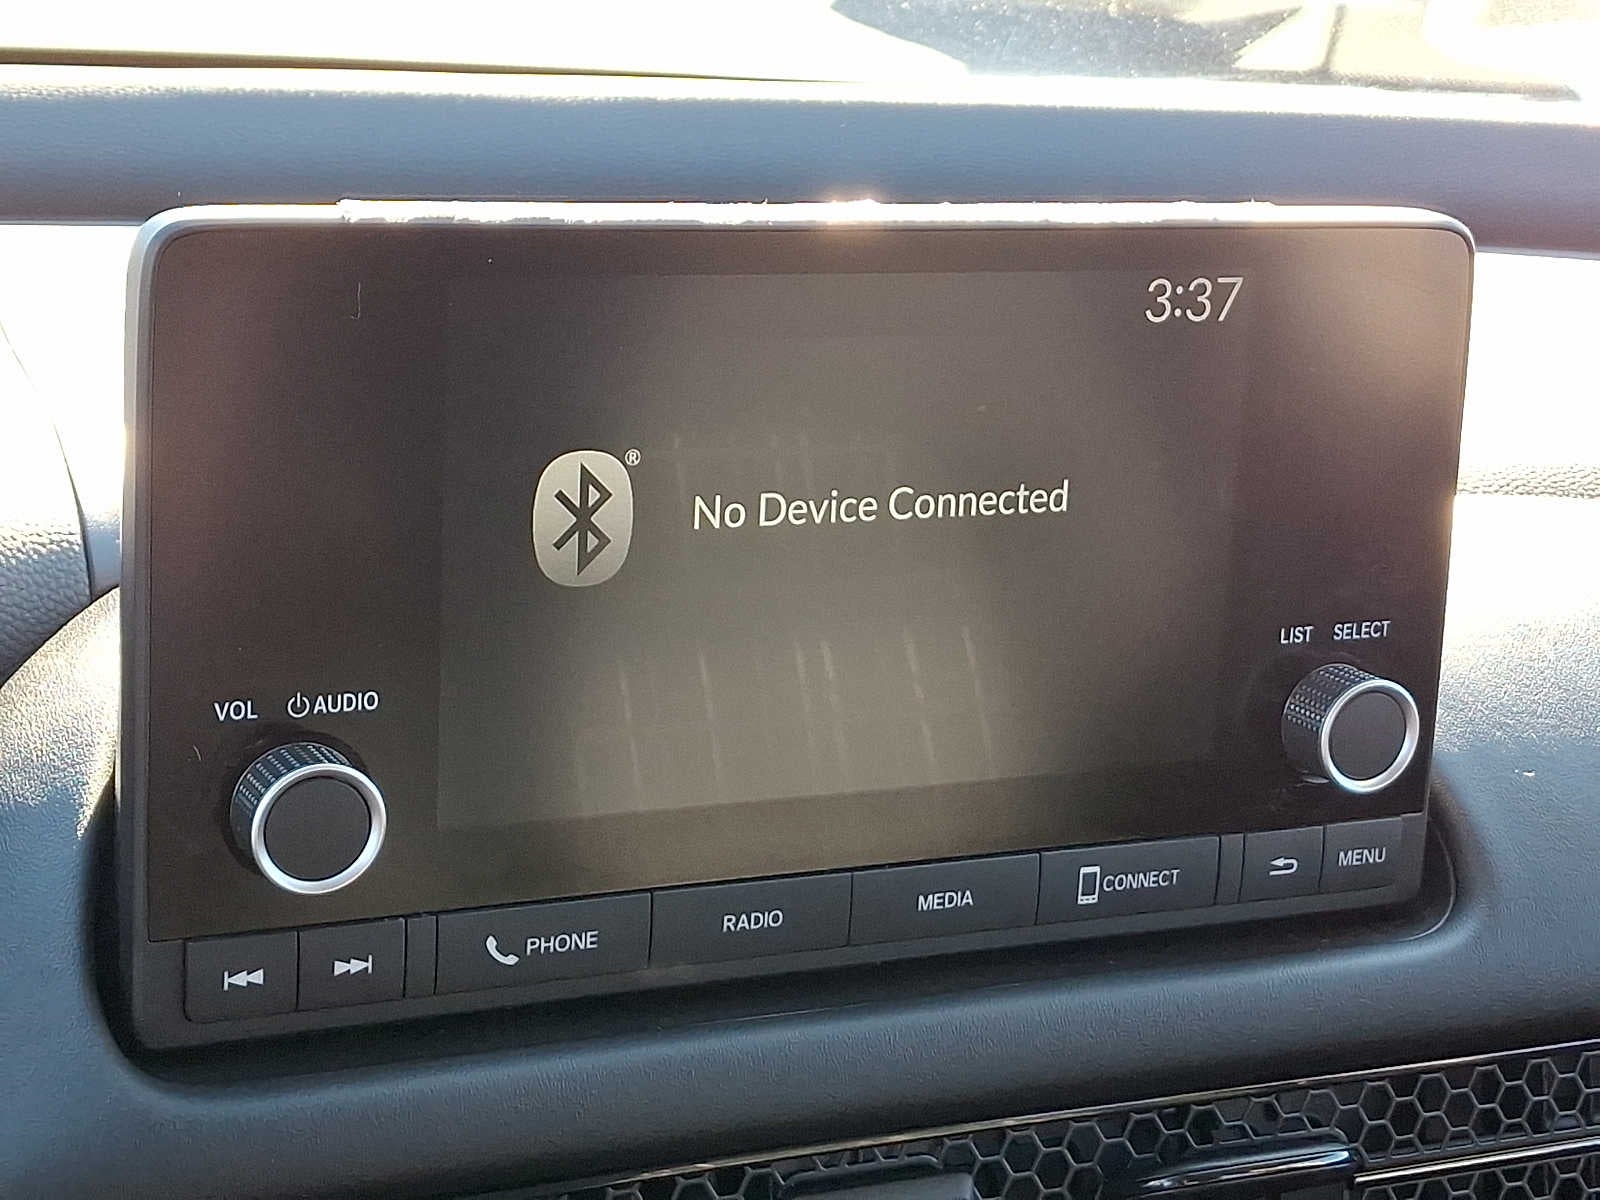 3:37
®
No Device Connected
LIST SELECT
VOL AUDIO
PHONE RADIO MEDIA CONNECT MENU